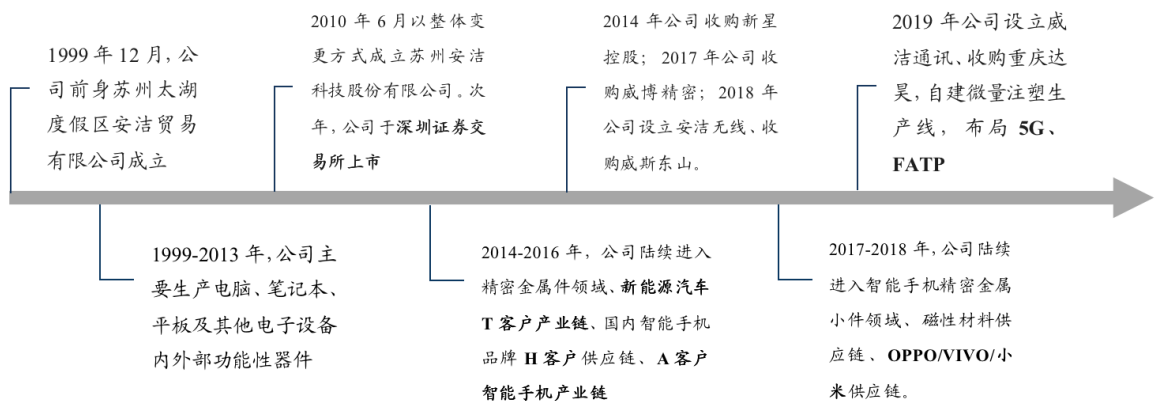 1999 年 12 月，公
司前身苏州太湖
度假区安洁贸易
有限公司成立
2010 年 6 月以整体变
更方式成立苏州安洁
科技股份有限公司。次
年，公司于深圳证券交
易所上市
2014 年公司收购新星
控股； 2017 年公司收
购威博精密；2018 年
公司设立安洁无线、收
购威斯东山。
2019 年公司设立威
洁通讯、收购重庆达
昊，自建微量注塑生
产线，布局 5G、
FATP
1999-2013 年，公司主
要生产电脑、笔记本、
平板及其他电子设备
内外部功能性器件
2014-2016 年，公司陆续进入
精密金属件领域、新能源汽车
T 客户产业链、国内智能手机
品牌 H 客户供应链、A 客户
智能手机产业链
2017-2018 年，公司陆续
进入智能手机精密金属
小件领域、磁性材料供
应链、OPPO/VIVO/小
米供应链。